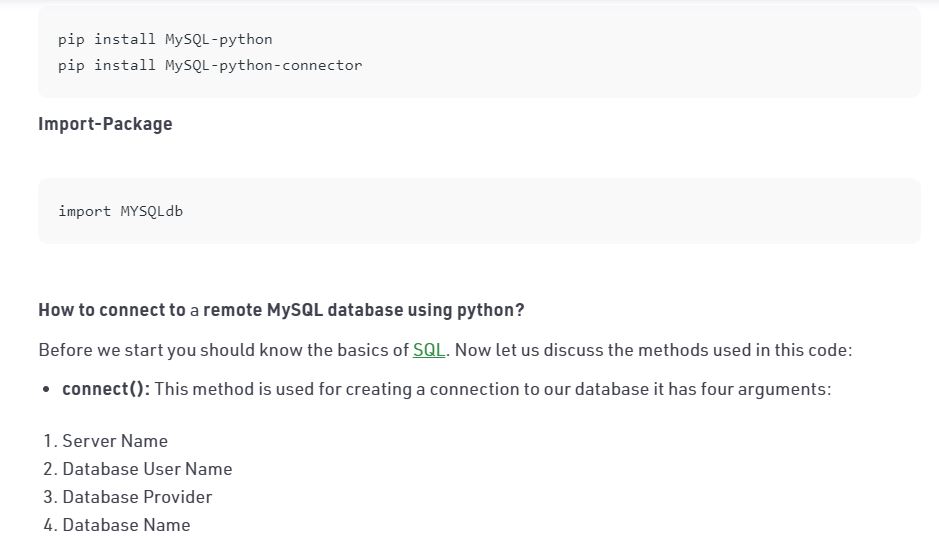 pip install MySQL-python
pip install MySQL-python-connector
Import-Package
import MYSQLdb
How to connect to a remote MySQL database using python?
Before we start you should know the basics of SQL. Now let us discuss the methods used in this code:
• connect(): This method is used for creating a connection to our database it has four arguments:
1. Server Name
2. Database User Name
3. Database Provider
4. Database Name